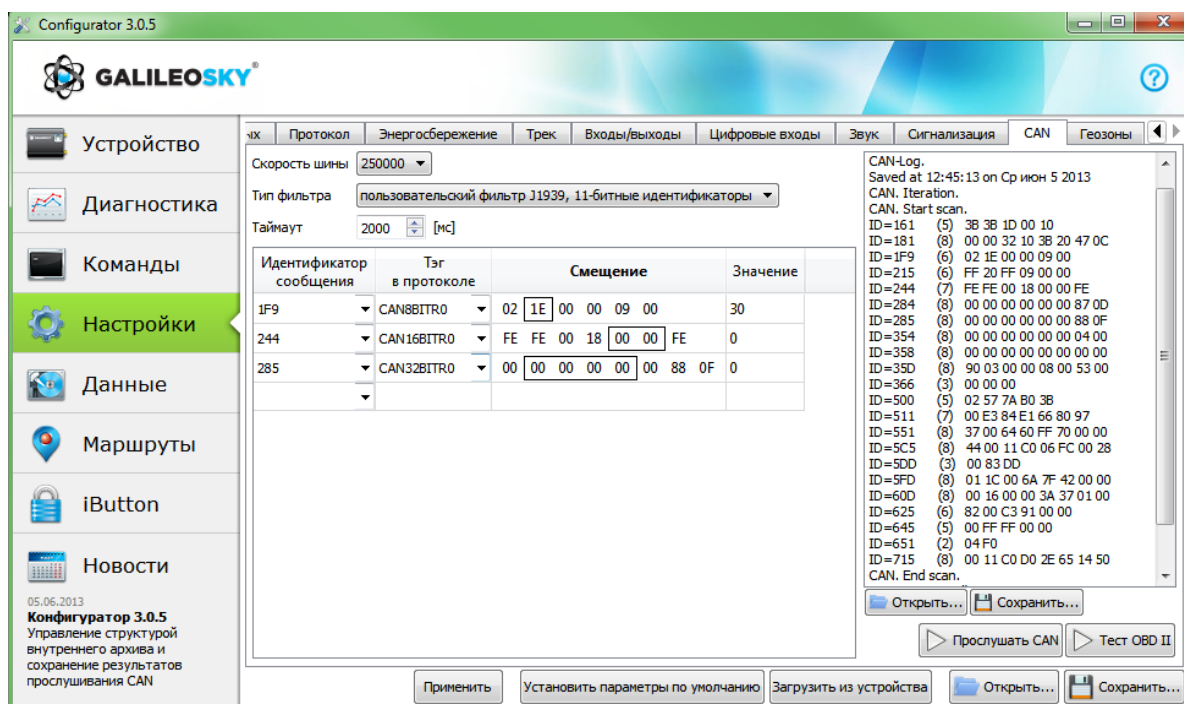 Configurator 3.0.5
GALILEOSKY®
?
Устройство
Диагностика
Команды
Настройки
Данные
Маршруты
iButton
Новости
05.06.2013
Конфигуратор 3.0.5
Управление структурой
внутреннего архива и
сохранение результатов
прослушивания CAN
ых Протокол Энергосбережение Трек Входы/выходы Цифровые входы Звук Сигнализация CAN Геозоны
Скорость шины 250000
Тип фильтра пользовательский фильтр J1939, 11-битные идентификаторы
Таймаут 2000 [мс]
Идентификатор сообщения Тэг в протоколе Смещение Значение
1F9 CAN8BITR0 02 1E 00 00 09 00 30
244 CAN16BITR0 FE FE 00 18 00 00 FE 0
285 CAN32BITR0 00 00 00 00 00 00 88 0F 0
CAN-Log.
Saved at 12:45:13 on Ср июн 5 2013
CAN. Iteration.
CAN. Start scan.
ID=161 (5) 3B 3B 1D 00 10
ID=181 (8) 00 00 32 10 3B 20 47 0C
ID=1F9 (6) 02 1E 00 00 09 00
ID=215 (6) FF 20 FF 09 00 00
ID=244 (7) FE FE 00 18 00 00 FE
ID=284 (8) 00 00 00 00 00 00 87 0D
ID=285 (8) 00 00 00 00 00 00 88 0F
ID=354 (8) 00 00 00 00 00 00 04 00
ID=358 (8) 00 00 00 00 00 00 00 00
ID=35D (8) 90 03 00 00 08 00 53 00
ID=366 (3) 00 00 00
ID=500 (5) 02 57 7A B0 3B
ID=511 (7) 00 E3 84 E1 66 80 97
ID=551 (8) 37 00 64 60 FF 70 00 00
ID=5C5 (8) 44 00 11 C0 06 FC 00 28
ID=5DD (3) 00 83 DD
ID=5FD (8) 01 1C 00 6A 7F 42 00 00
ID=60D (8) 00 16 00 00 3A 37 01 00
ID=625 (6) 82 00 C3 91 00 00
ID=645 (5) 00 FF FF 00 00
ID=651 (2) 04 F0
ID=715 (8) 00 11 C0 D0 2E 65 14 50
CAN. End scan.
Открыть... Сохранить...
Прослушать CAN Тест OBD II
Применить Установить параметры по умолчанию Загрузить из устройства Открыть... Сохранить...